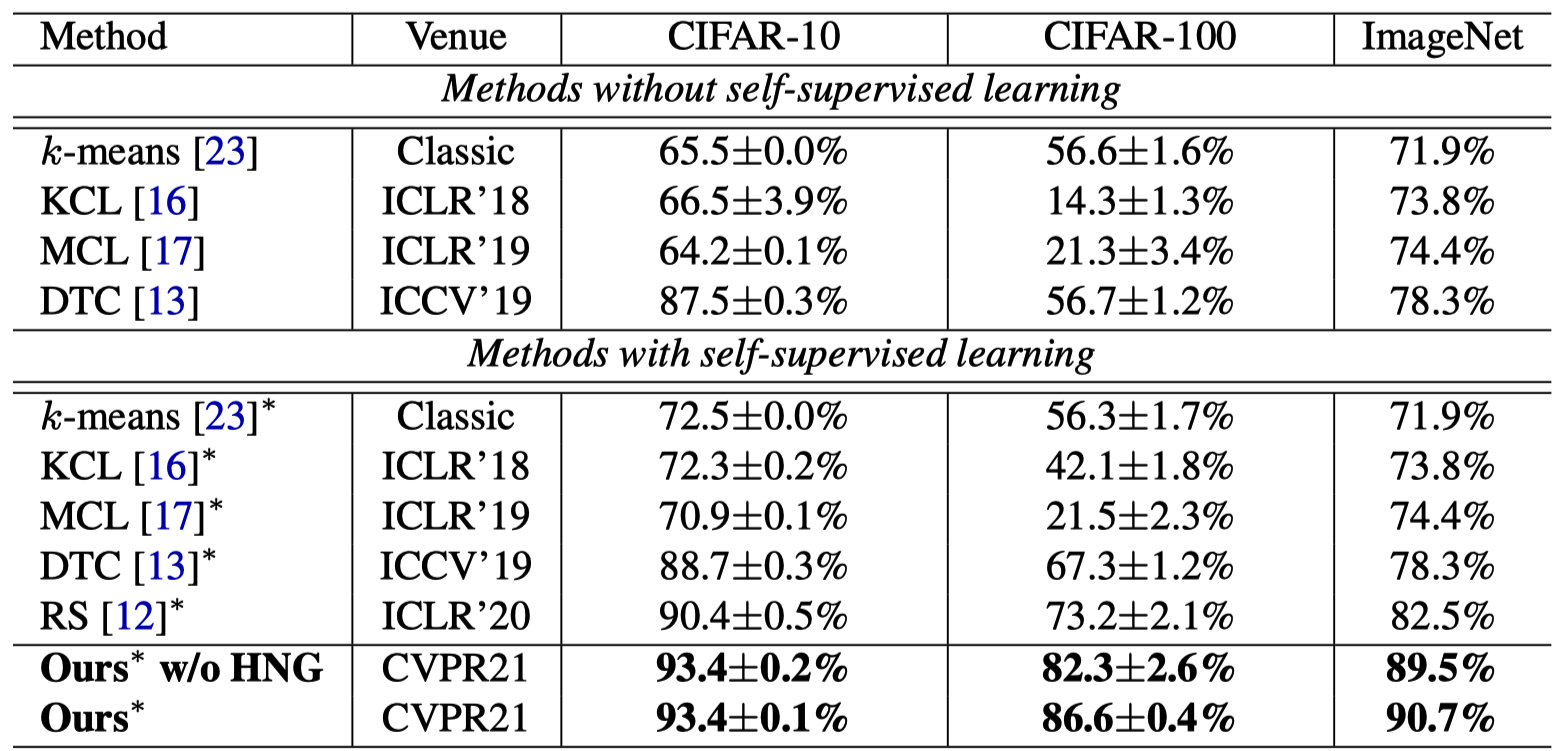 Method Venue CIFAR-10 CIFAR-100 ImageNet
Methods without self-supervised learning
k-means [23] Classic 65.5±0.0% 56.6±1.6% 71.9%
KCL [16] ICLR’18 66.5±3.9% 14.3±1.3% 73.8%
MCL [17] ICLR’19 64.2±0.1% 21.3±3.4% 74.4%
DTC [13] ICCV’19 87.5±0.3% 56.7±1.2% 78.3%
Methods with self-supervised learning
k-means [23]* Classic 72.5±0.0% 56.3±1.7% 71.9%
KCL [16]* ICLR’18 72.3±0.2% 42.1±1.8% 73.8%
MCL [17]* ICLR’19 70.9±0.1% 21.5±2.3% 74.4%
DTC [13]* ICCV’19 88.7±0.3% 67.3±1.2% 78.3%
RS [12]* ICLR’20 90.4±0.5% 73.2±2.1% 82.5%
Ours* w/o HNG CVPR21 93.4±0.2% 82.3±2.6% 89.5%
Ours* CVPR21 93.4±0.1% 86.6±0.4% 90.7%